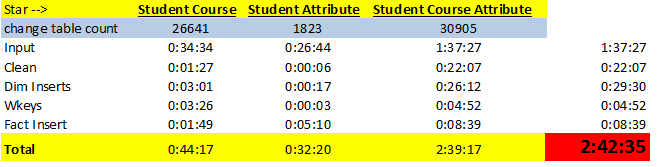 Star --> Student Course Student Attribute Student Course Attribute
change table count 26641 1823 30905
Input 0:34:34 0:26:44 1:37:27 1:37:27
Clean 0:01:27 0:00:06 0:22:07 0:22:07
Dim Inserts 0:03:01 0:00:17 0:26:12 0:29:30
Wkeys 0:03:26 0:00:03 0:04:52 0:04:52
Fact Insert 0:01:49 0:05:10 0:08:39 0:08:39
Total 0:44:17 0:32:20 2:39:17 2:42:35